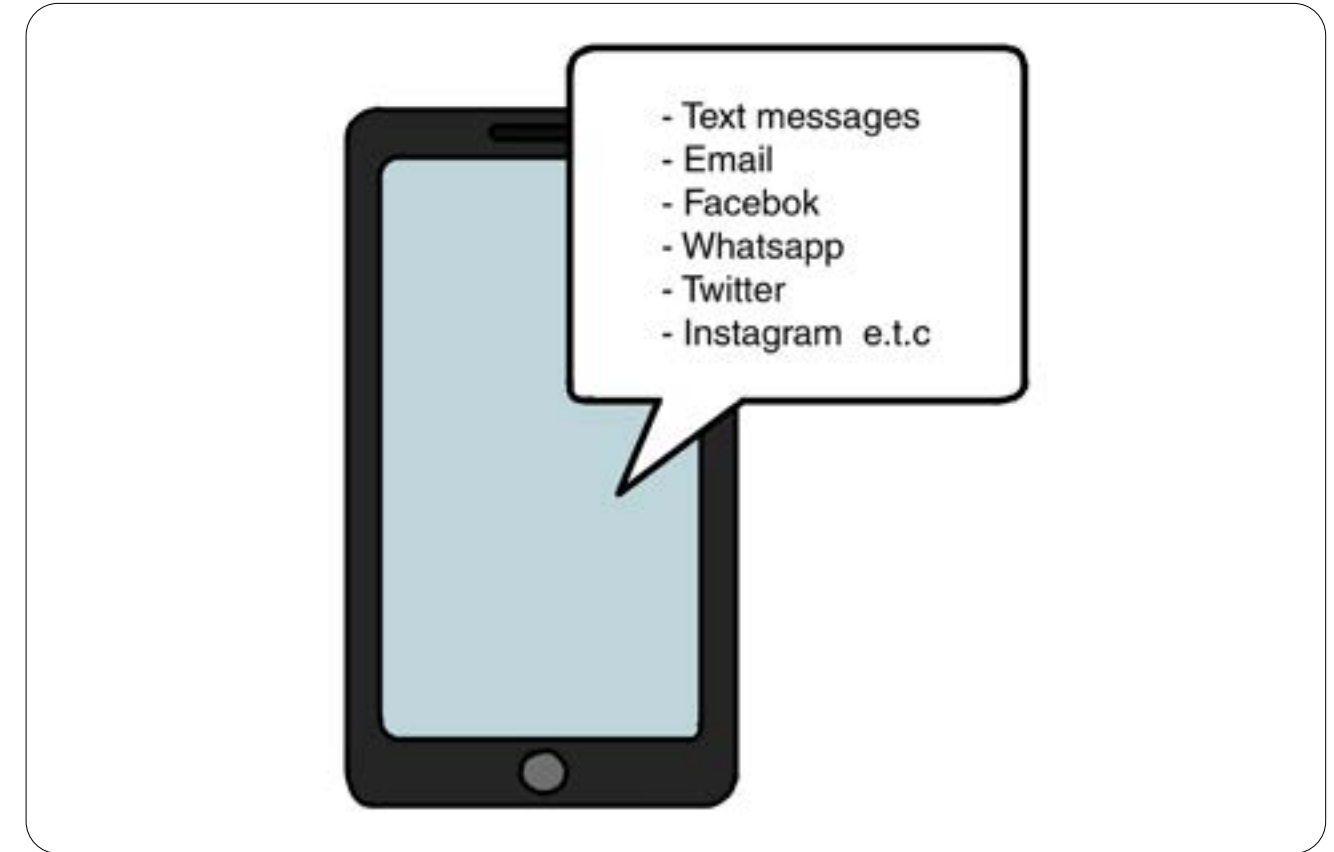 - Text messages
- Email
- Facebok
- Whatsapp
- Twitter
- Instagram  e.t.c